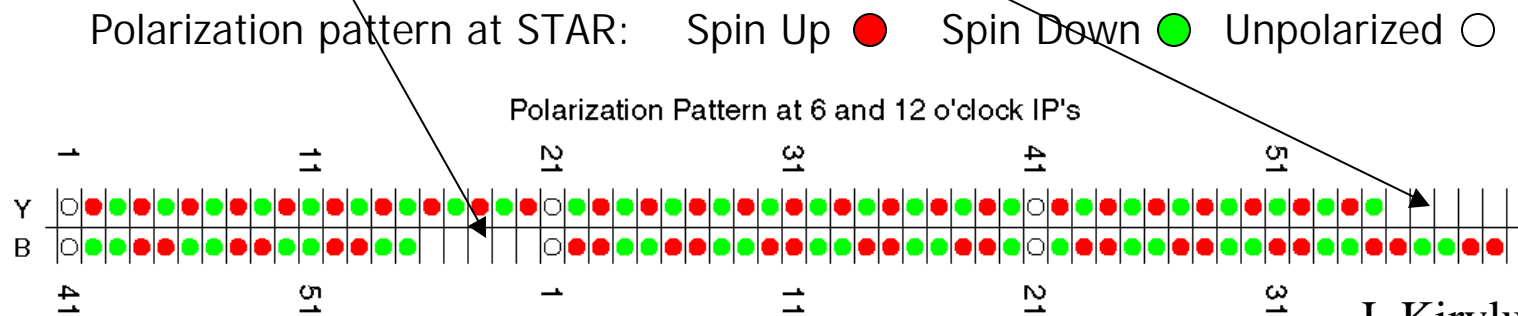 Polarization pattern at STAR: Spin Up Spin Down Unpolarized
Polarization Pattern at 6 and 12 o'clock IP's
1 11 21 31 41 51
Y
B
41 51 1 11 21 31